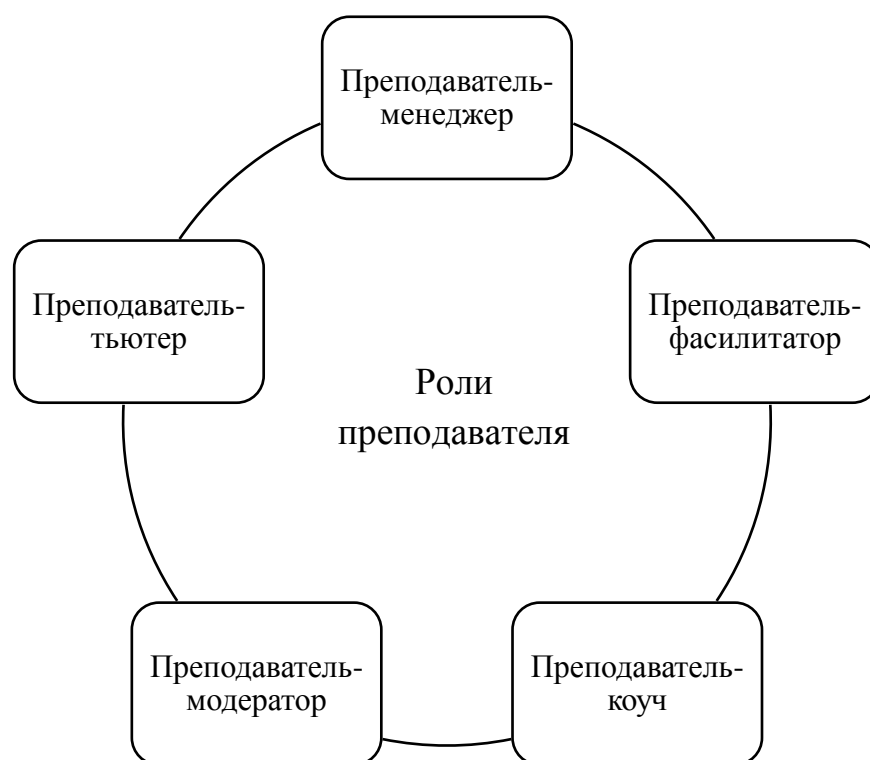 Преподаватель-
менеджер
Преподаватель-
тьютер
Преподаватель-
фасилитатор
Роли
преподавателя
Преподаватель-
модератор
Преподаватель-
коуч